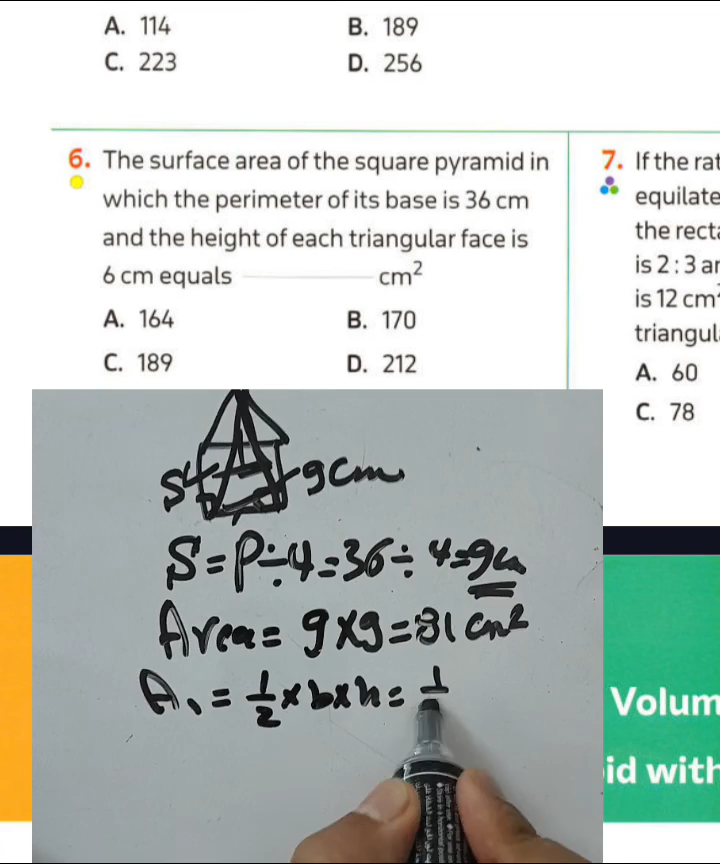 A. 114
B. 189
C. 223
D. 256
6. The surface area of the square pyramid in
which the perimeter of its base is 36 cm
and the height of each triangular face is
6 cm equals cm²
A. 164
B. 170
C. 189
D. 212
7. If the rat
equilate
the recta
is 2:3 ar
is 12 cm²
triangul
A. 60
C. 78
S 9cm
S=P÷4=36÷4=9cm
Area=9×9=81cm²
A₁=1/2×b×h=1
Volum
id with